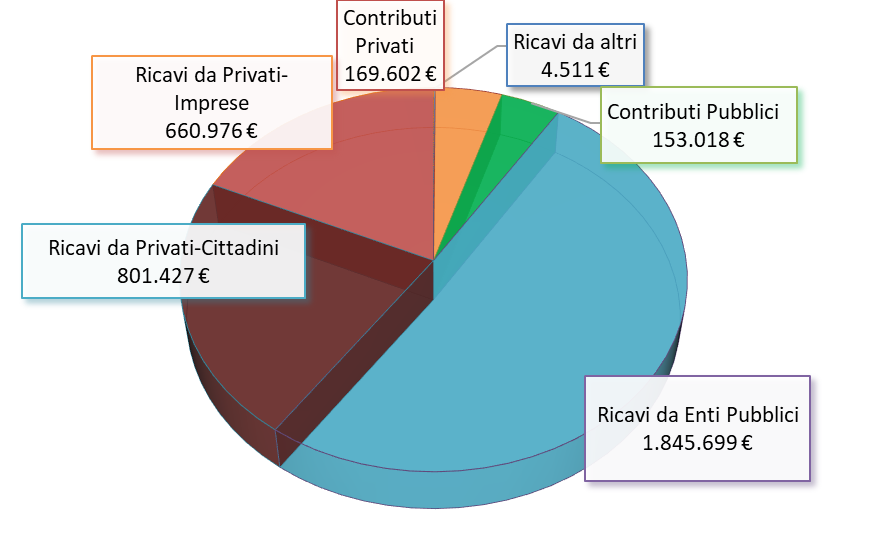 Contributi
Privati
169.602 €
Ricavi da altri
4.511 €
Ricavi da Privati-
Imprese
660.976 €
Contributi Pubblici
153.018 €
Ricavi da Privati-Cittadini
801.427 €
Ricavi da Enti Pubblici
1.845.699 €